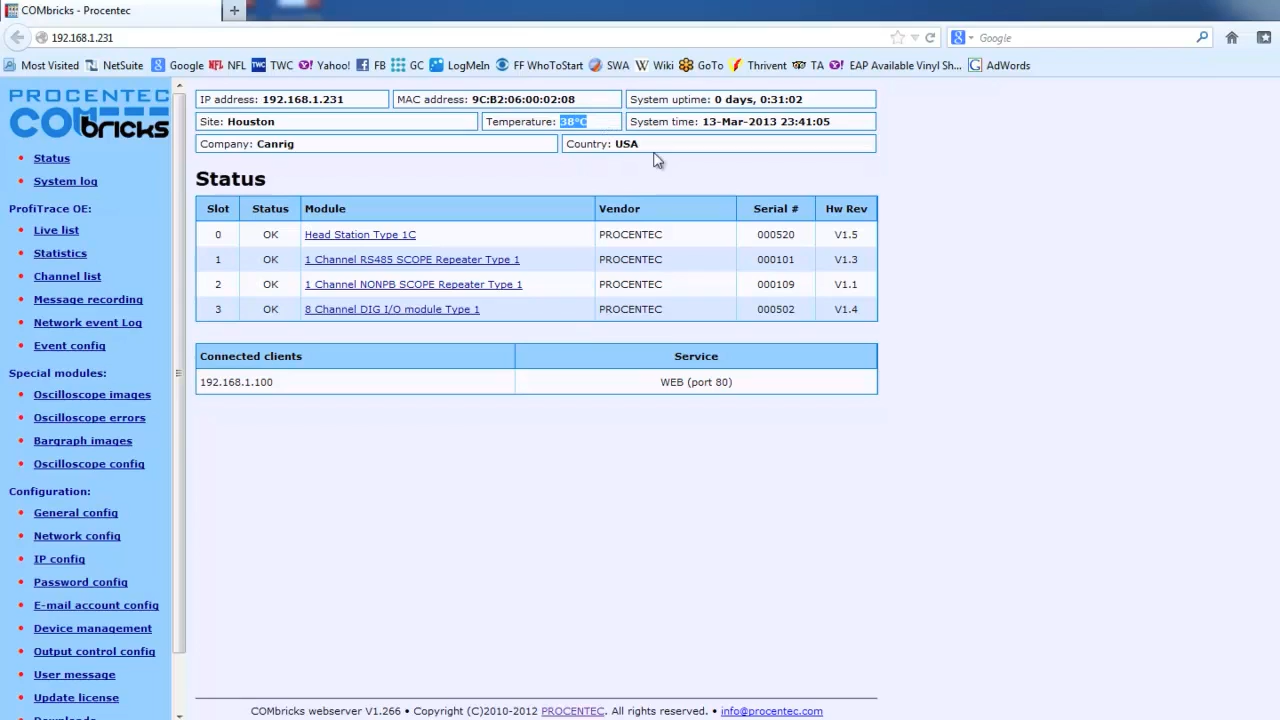 COMbricks - Procentec
192.168.1.231
Google
Most Visited NetSuite Google NFL TWC Yahoo! FB GC LogMeIn FF WhoToStart SWA Wiki GoTo Thrivent TA EAP Available Vinyl Sh... AdWords
PROCENTEC
COMbricks
Status
System log
ProfiTrace OE:
Live list
Statistics
Channel list
Message recording
Network event Log
Event config
Special modules:
Oscilloscope images
Oscilloscope errors
Bargraph images
Oscilloscope config
Configuration:
General config
Network config
IP config
Password config
E-mail account config
Device management
Output control config
User message
Update license
Downloads
IP address: 192.168.1.231 MAC address: 9C:B2:06:00:02:08 System uptime: 0 days, 0:31:02
Site: Houston Temperature: 38°C System time: 13-Mar-2013 23:41:05
Company: Canrig Country: USA
Status
Slot Status Module Vendor Serial # Hw Rev
0 OK Head Station Type 1C PROCENTEC 000520 V1.5
1 OK 1 Channel RS485 SCOPE Repeater Type 1 PROCENTEC 000101 V1.3
2 OK 1 Channel NONPB SCOPE Repeater Type 1 PROCENTEC 000109 V1.1
3 OK 8 Channel DIG I/O module Type 1 PROCENTEC 000502 V1.4
Connected clients Service
192.168.1.100 WEB (port 80)
COMbricks webserver V1.266 • Copyright (C)2010-2012 PROCENTEC. All rights reserved. • info@procentec.com